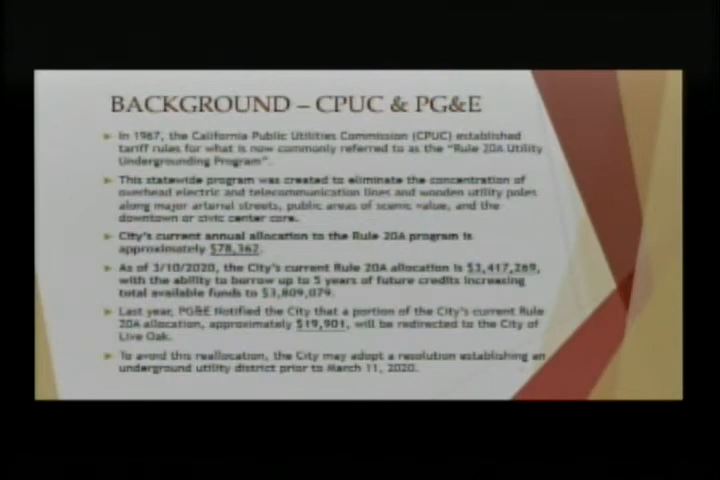 BACKGROUND – CPUC & PG&E
In 1967, the California Public Utilities Commission (CPUC) established
tariff rules for what is now commonly referred to as the "Rule 20A Utility
Undergrounding Program".
This statewide program was created to eliminate the concentration of
overhead electric and telecommunication lines and wooden utility poles
along major arterial streets, public areas of scenic value, and the
downtown or civic center core.
City's current annual allocation to the Rule 20A program is
approximately $78,362.
As of 3/10/2020, the City's current Rule 20A allocation is $3,417,269,
with the ability to borrow up to 5 years of future credits increasing
total available funds to $3,809,079.
Last year, PG&E Notified the City that a portion of the City's current Rule
20A allocation, approximately $19,901, will be redirected to the City of
Live Oak.
To avoid this reallocation, the City may adopt a resolution establishing an
underground utility district prior to March 11, 2020.